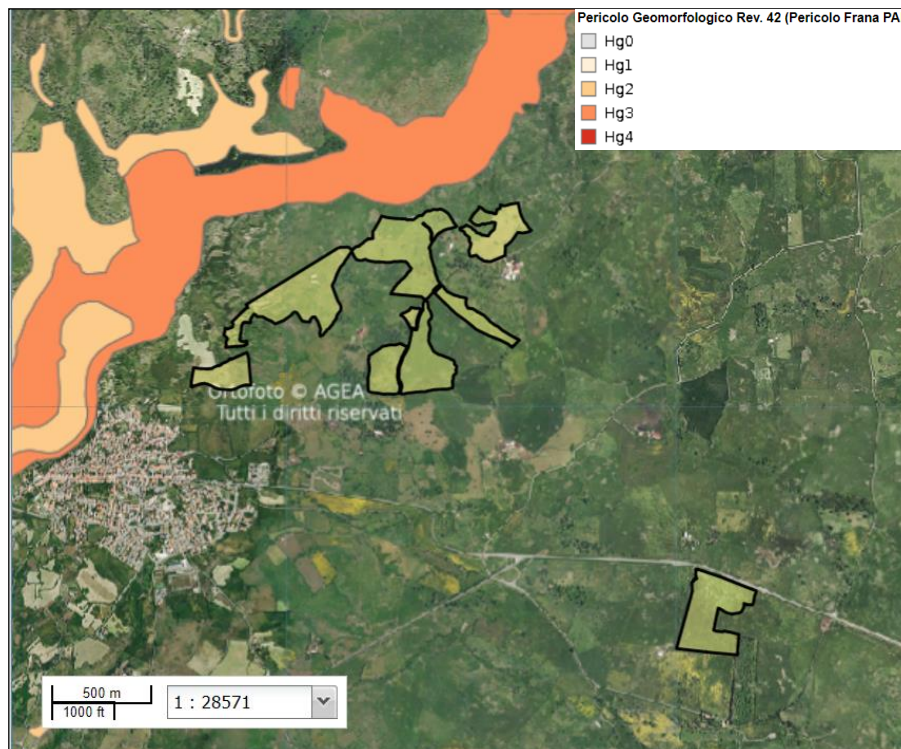 Pericolo Geomorfologico Rev. 42 (Pericolo Frana PA
Hg0
Hg1
Hg2
Hg3
Hg4
Ortofoto © AGEA
Tutti i diritti riservati
500 m
1000 ft
1 : 28571